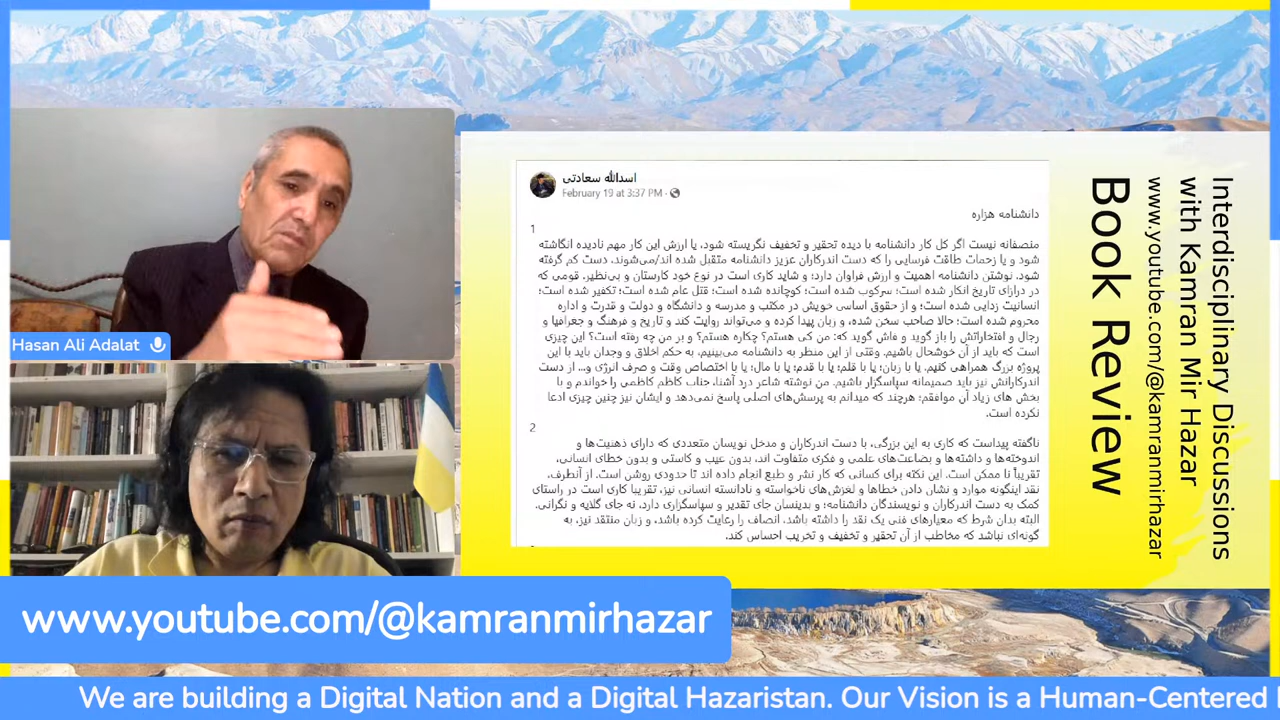 Hasan Ali Adalat
اسدالله سعادتی
February 19 at 3:37 PM
دانشنامه هزاره
1
منصفانه نیست اگر کل کار دانشنامه با دیده تحقیر و تخفیف نگریسته شود، یا ارزش این کار مهم نادیده انگاشته
شود و یا زحمات طاقت فرسایی را که دست اندرکاران عزیز دانشنامه متقبل شده اند/می‌شوند، دست کم گرفته
شود. نوشتن دانشنامه اهمیت و ارزش فراوان دارد؛ و شاید کاری است در نوع خود کارستان و بی‌نظیر. قومی که
در درازای تاریخ انکار شده است؛ سرکوب شده است؛ کوچانده شده است؛ قتل عام شده است؛ تکفیر شده است؛
انسانیت زدایی شده است؛ و از حقوق اساسی خویش در مکتب و مدرسه و دانشگاه و دولت و قدرت و اداره
محروم شده است؛ حالا صاحب سخن شده، و زبان پیدا کرده و می‌تواند روایت کند و تاریخ و فرهنگ و جغرافیا و
رجال و افتخاراتش را باز گوید و فاش گوید که: من کی هستم؟ چکاره هستم؟ و بر من چه رفته است؟ این چیزی
است که باید از آن خوشحال باشیم. وقتی از این منظر به دانشنامه می‌بینیم، به حکم اخلاق و وجدان باید با این
پروژه بزرگ همراهی کنیم. یا با زبان؛ یا با قلم؛ یا با قدم؛ یا با مال؛ یا با اختصاص وقت و صرف انرژی و... از دست
اندرکارانش نیز باید صمیمانه سپاسگزار باشیم. من نوشته شاعر درد آشنا، جناب کاظم کاظمی را خواندم و با
بخش های زیاد آن موافقم؛ هرچند که میدانم به پرسش‌های اصلی پاسخ نمی‌دهد و ایشان نیز چنین چیزی ادعا
نکرده است.
2
ناگفته پیداست که کاری به این بزرگی، با دست اندرکاران و مدخل نویسان متعددی که دارای ذهنیت‌ها و
اندوخته‌ها و داشته‌ها و بضاعت‌های علمی و فکری متفاوت اند، بدون عیب و کاستی و بدون خطای انسانی،
تقریباً نا ممکن است. این نکته برای کسانی که کار نشر و طبع انجام داده اند تا حدودی روشن است. از آنطرف،
نقد اینگونه موارد و نشان دادن خطاها و لغزش‌های ناخواسته و نادانسته انسانی نیز، تقریبا کاری است در راستای
کمک به دست اندرکاران و نویسندگان دانشنامه؛ و بدینسان جای تقدیر و سپاسگزاری دارد، نه جای گلایه و نگرانی.
البته بدان شرط که معیارهای فنی یک نقد را داشته باشد، انصاف را رعایت کرده باشد، و زبان منتقد نیز، به
گونه‌ای نباشد که مخاطب از آن تحقیر و تخفیف و تخریب احساس کند.
Interdisciplinary Discussions
with Kamran Mir Hazar
www.youtube.com/@kamranmirhazar
Book Review
www.youtube.com/@kamranmirhazar
We are building a Digital Nation and a Digital Hazaristan. Our Vision is a Human-Centered